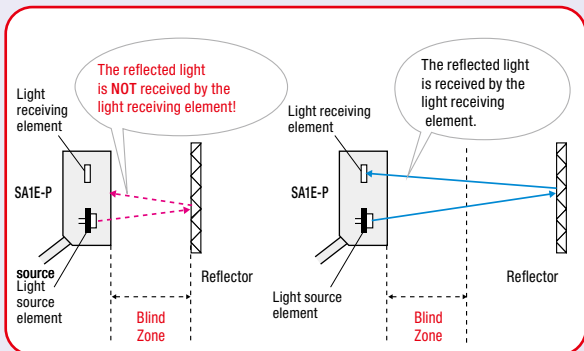 The reflected light
is NOT received by the
light receiving element!
Light
receiving
element
SA1E-P
source
Light
source
element
Reflector
Blind
Zone
The reflected light
is received by the
light receiving
element.
Light receiving
element
SA1E-P
Light source
element
Reflector
Blind
Zone